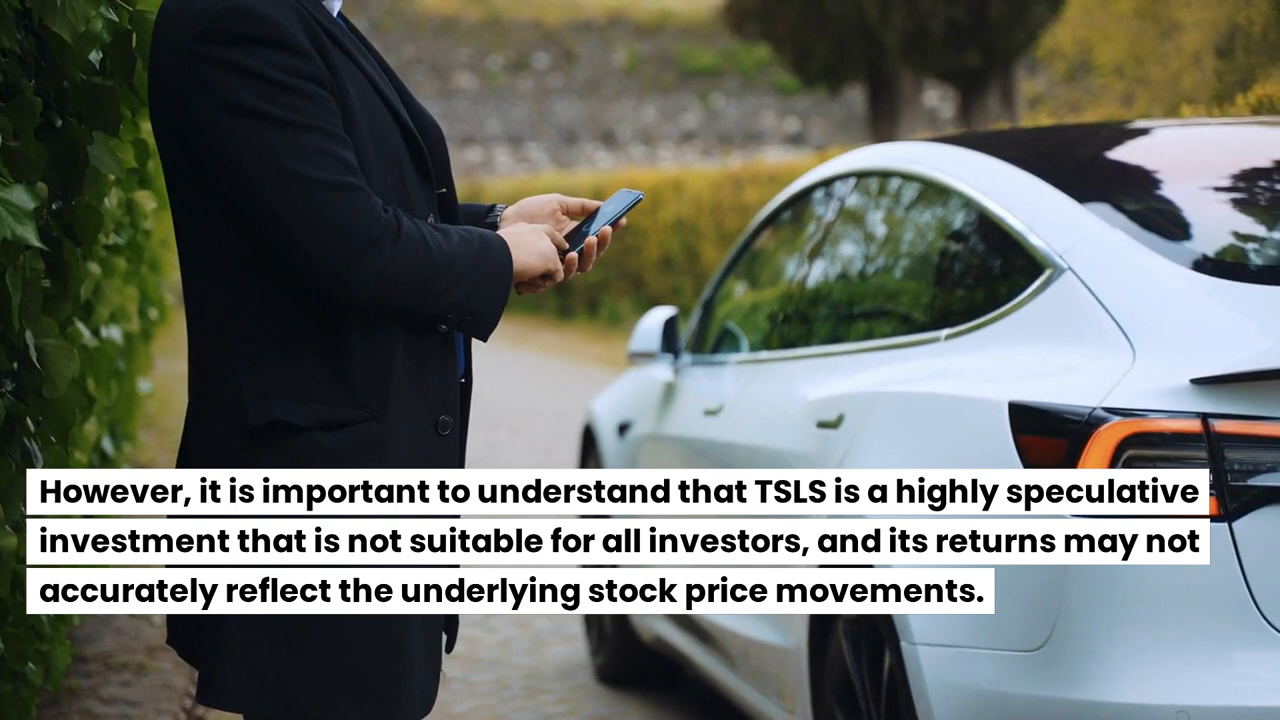 However, it is important to understand that TSLS is a highly speculative
investment that is not suitable for all investors, and its returns may not
accurately reflect the underlying stock price movements.